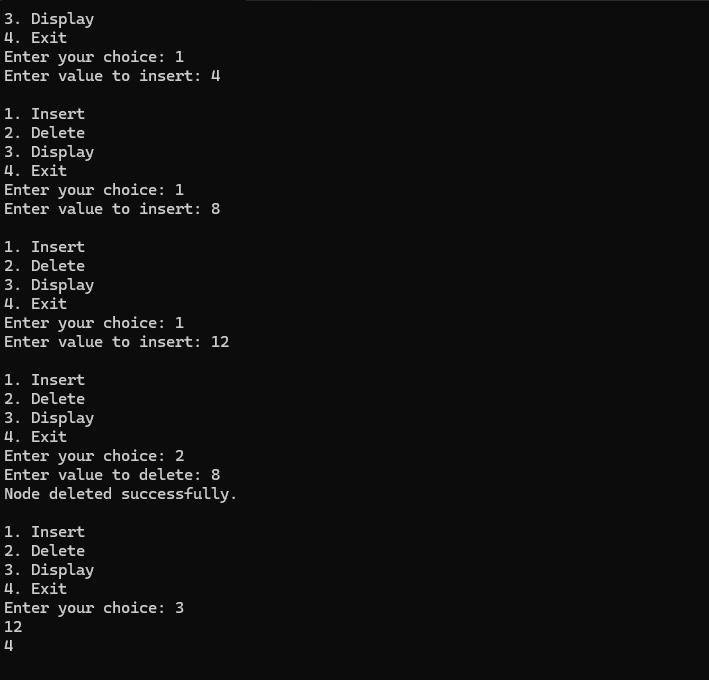 3. Display
4. Exit
Enter your choice: 1
Enter value to insert: 4
1. Insert
2. Delete
3. Display
4. Exit
Enter your choice: 1
Enter value to insert: 8
1. Insert
2. Delete
3. Display
4. Exit
Enter your choice: 1
Enter value to insert: 12
1. Insert
2. Delete
3. Display
4. Exit
Enter your choice: 2
Enter value to delete: 8
Node deleted successfully.
1. Insert
2. Delete
3. Display
4. Exit
Enter your choice: 3
12
4